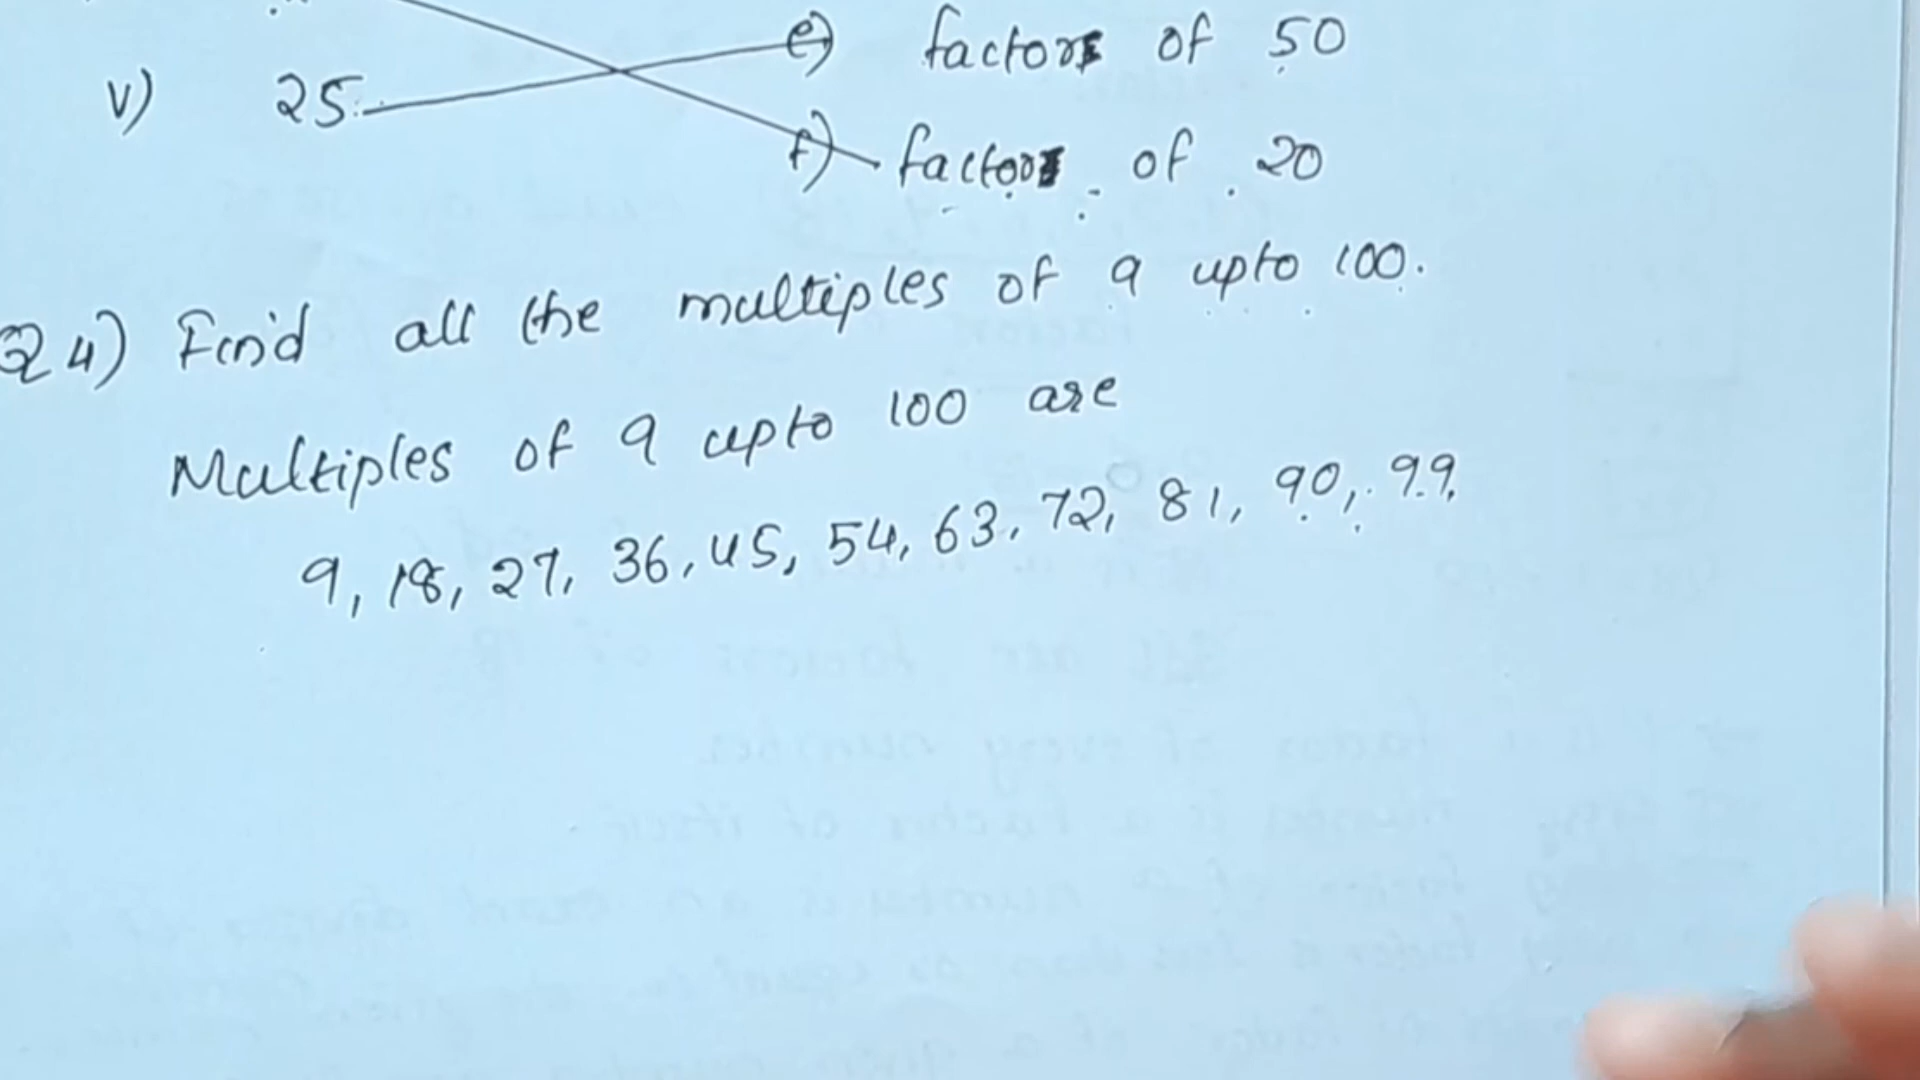 e) factors of 50
v) 25
f) factors of 20
Q4) Find all the multiples of 9 upto 100.
Multiples of 9 upto 100 are
9, 18, 27, 36, 45, 54, 63, 72, 81, 90, 99.